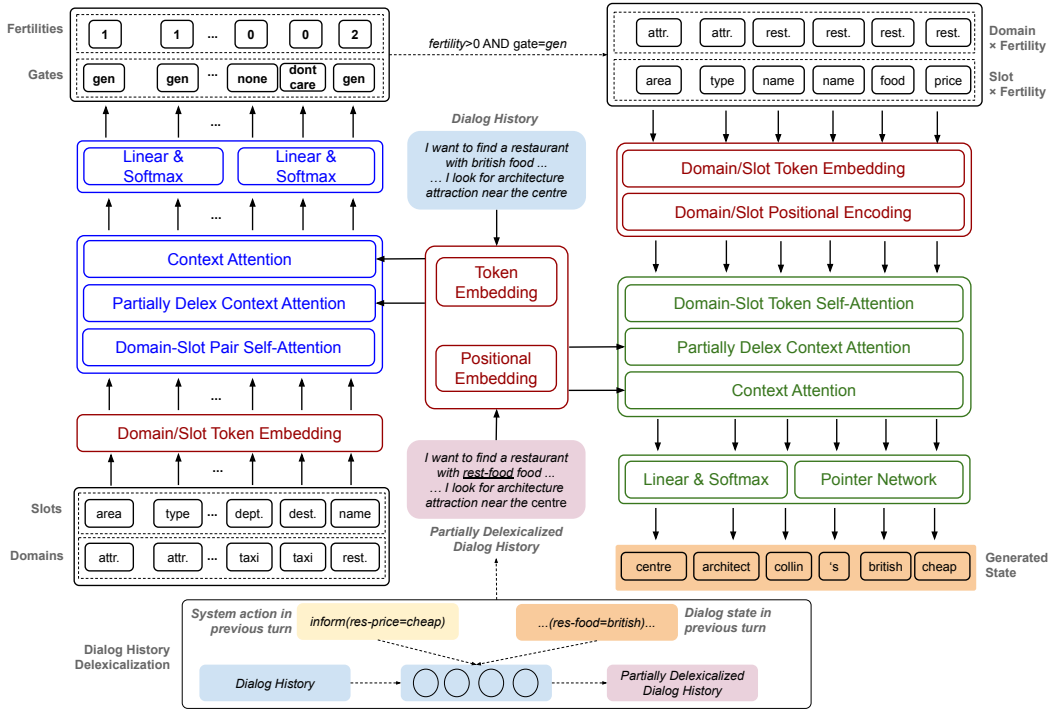 Fertilities
1 1 ... 0 0 2
Gates
gen gen ... none dont care gen
...
Linear & Softmax
Linear & Softmax
...
Context Attention
Partially Delex Context Attention
Domain-Slot Pair Self-Attention
...
Domain/Slot Token Embedding
...
Slots
area type ... dept. dest. name
Domains
attr. attr. ... taxi taxi rest.
fertility>0 AND gate=gen
Dialog History
I want to find a restaurant
with british food ...
... I look for architecture
attraction near the centre
Token
Embedding
Positional
Embedding
I want to find a restaurant
with rest-food food ...
... I look for architecture
attraction near the centre
Partially Delexicalized
Dialog History
attr. attr. rest. rest. rest. rest.
Domain
× Fertility
area type name name food price
Slot
× Fertility
Domain/Slot Token Embedding
Domain/Slot Positional Encoding
Domain-Slot Token Self-Attention
Partially Delex Context Attention
Context Attention
Linear & Softmax
Pointer Network
centre architect collin ‘s british cheap
Generated
State
Dialog History
Delexicalization
System action in
previous turn
inform(res-price=cheap)
...(res-food=british)...
Dialog state in
previous turn
Dialog History
Partially Delexicalized
Dialog History